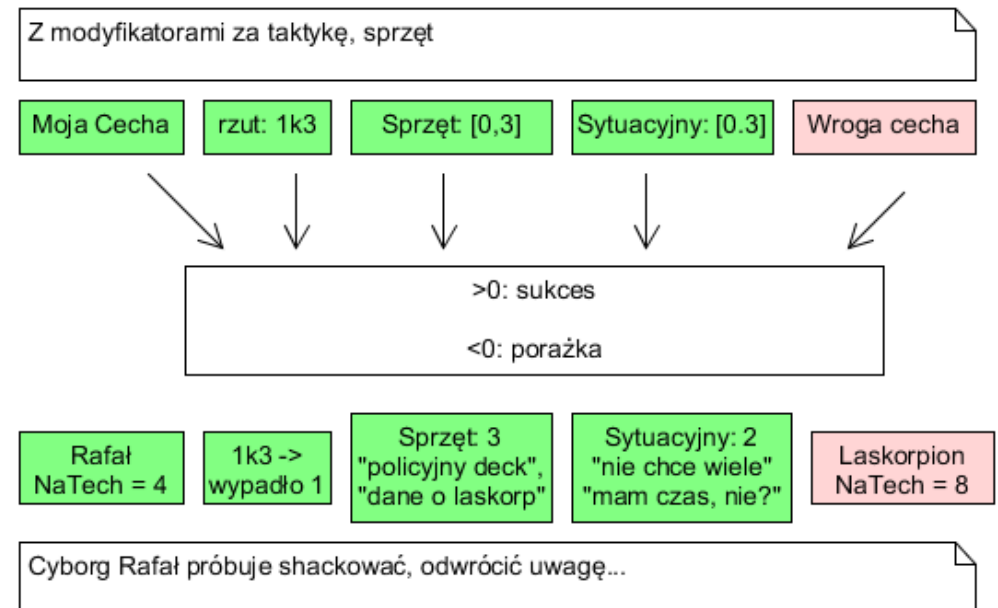 Z modyfikatorami za taktykę, sprzęt
Moja Cecha
rzut: 1k3
Sprzęt: [0,3]
Sytuacyjny: [0.3]
Wroga cecha
>0: sukces
<0: porażka
Rafał
NaTech = 4
1k3 ->
wypadło 1
Sprzęt: 3
"policyjny deck",
"dane o laskorp"
Sytuacyjny: 2
"nie chce wiele"
"mam czas, nie?"
Laskorpion
NaTech = 8
Cyborg Rafał próbuje shackować, odwrócić uwagę...